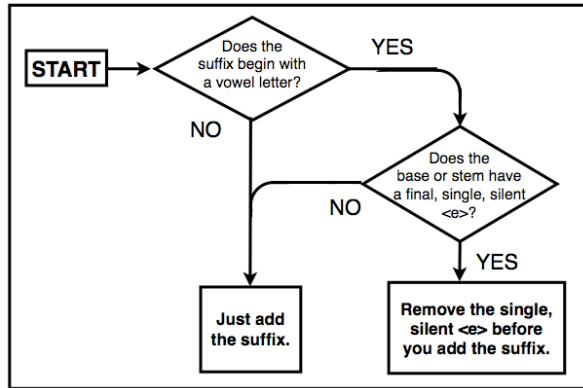 START
Does the
suffix begin with
a vowel letter?
YES
NO
Does the
base or stem have
a final, single, silent
<e>?
NO
YES
Just add
the suffix.
Remove the single,
silent <e> before
you add the suffix.